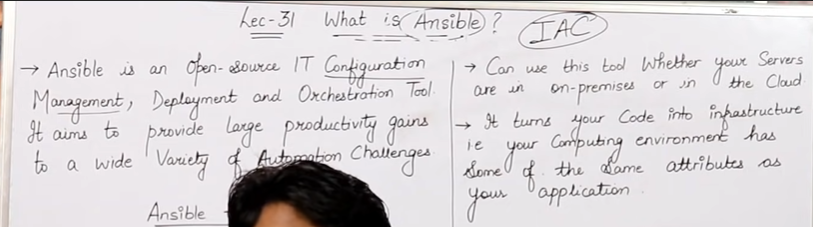 Lec-31 What is Ansible? IAC
→ Ansible is an Open-source IT Configuration
Management, Deployment and Orchestration Tool.
It aims to provide large productivity gains
to a wide Variety of Automation Challenges.
Ansible
→ Can use this tool Whether your Servers
are in on-premises or in the Cloud.
→ It turns your Code into infrastructure
i.e your Computing environment has
Some of the Same attributes as
your application.